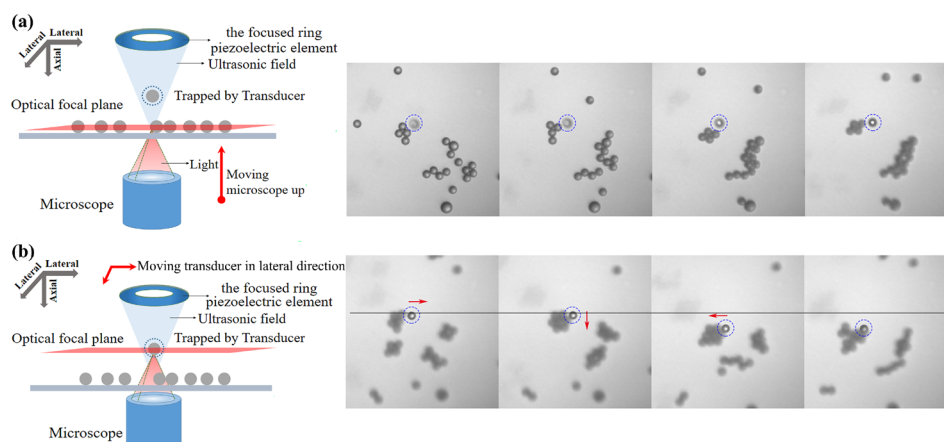 (a)
Lateral
Lateral
Axial
the focused ring
piezoelectric element
Ultrasonic field
Trapped by Transducer
Optical focal plane
Light
Moving
microscope up
Microscope
(b)
Lateral
Lateral
Axial
Moving transducer in lateral direction
the focused ring
piezoelectric element
Ultrasonic field
Optical focal plane
Trapped by Transducer
Microscope